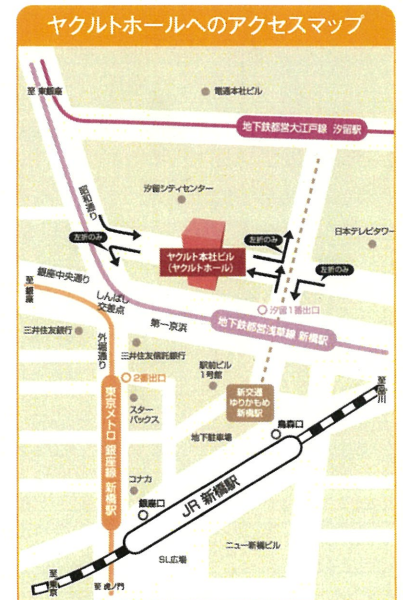 ヤクルトホールへのアクセスマップ
至 東銀座
電通本社ビル
地下鉄都営大江戸線 汐留駅
昭和通り
汐留シティセンター
左折のみ
左折のみ
日本テレビタワー
ヤクルト本社ビル
(ヤクルトホール)
左折のみ
至 銀座
銀座中央通り
しんばし
交差点
汐留1番出口
第一京浜
地下鉄都営浅草線 新橋駅
三井住友銀行
外堀通り
三井住友信託銀行
駅前ビル
1号館
2番出口
新交通
ゆりかもめ
新橋駅
至品川
スター
バックス
東京メトロ 銀座線 新橋駅
烏森口
地下駐車場
コナカ
JR 新橋駅
銀座口
ニュー新橋ビル
SL広場
至 東京
至 虎ノ門